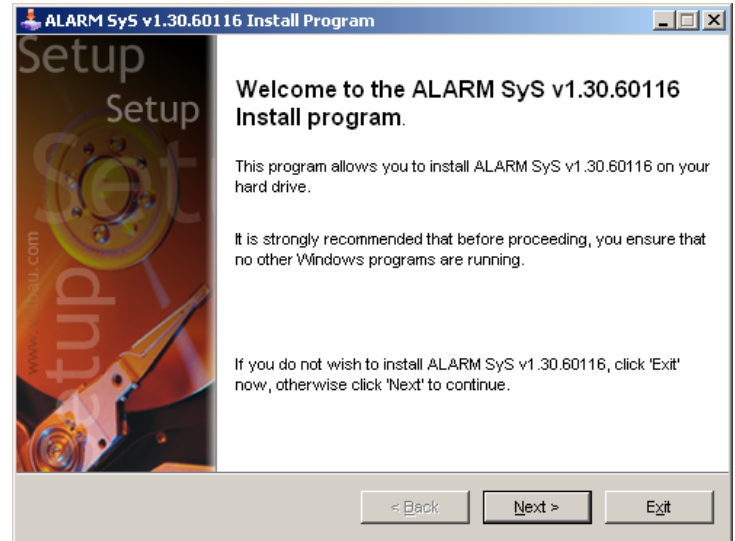 ALARM SyS v1.30.60116 Install Program
Setup
Setup
Welcome to the ALARM SyS v1.30.60116
Install program.
This program allows you to install ALARM SyS v1.30.60116 on your
hard drive.
It is strongly recommended that before proceeding, you ensure that
no other Windows programs are running.
If you do not wish to install ALARM SyS v1.30.60116, click 'Exit'
now, otherwise click 'Next' to continue.
< Back
Next >
Exit